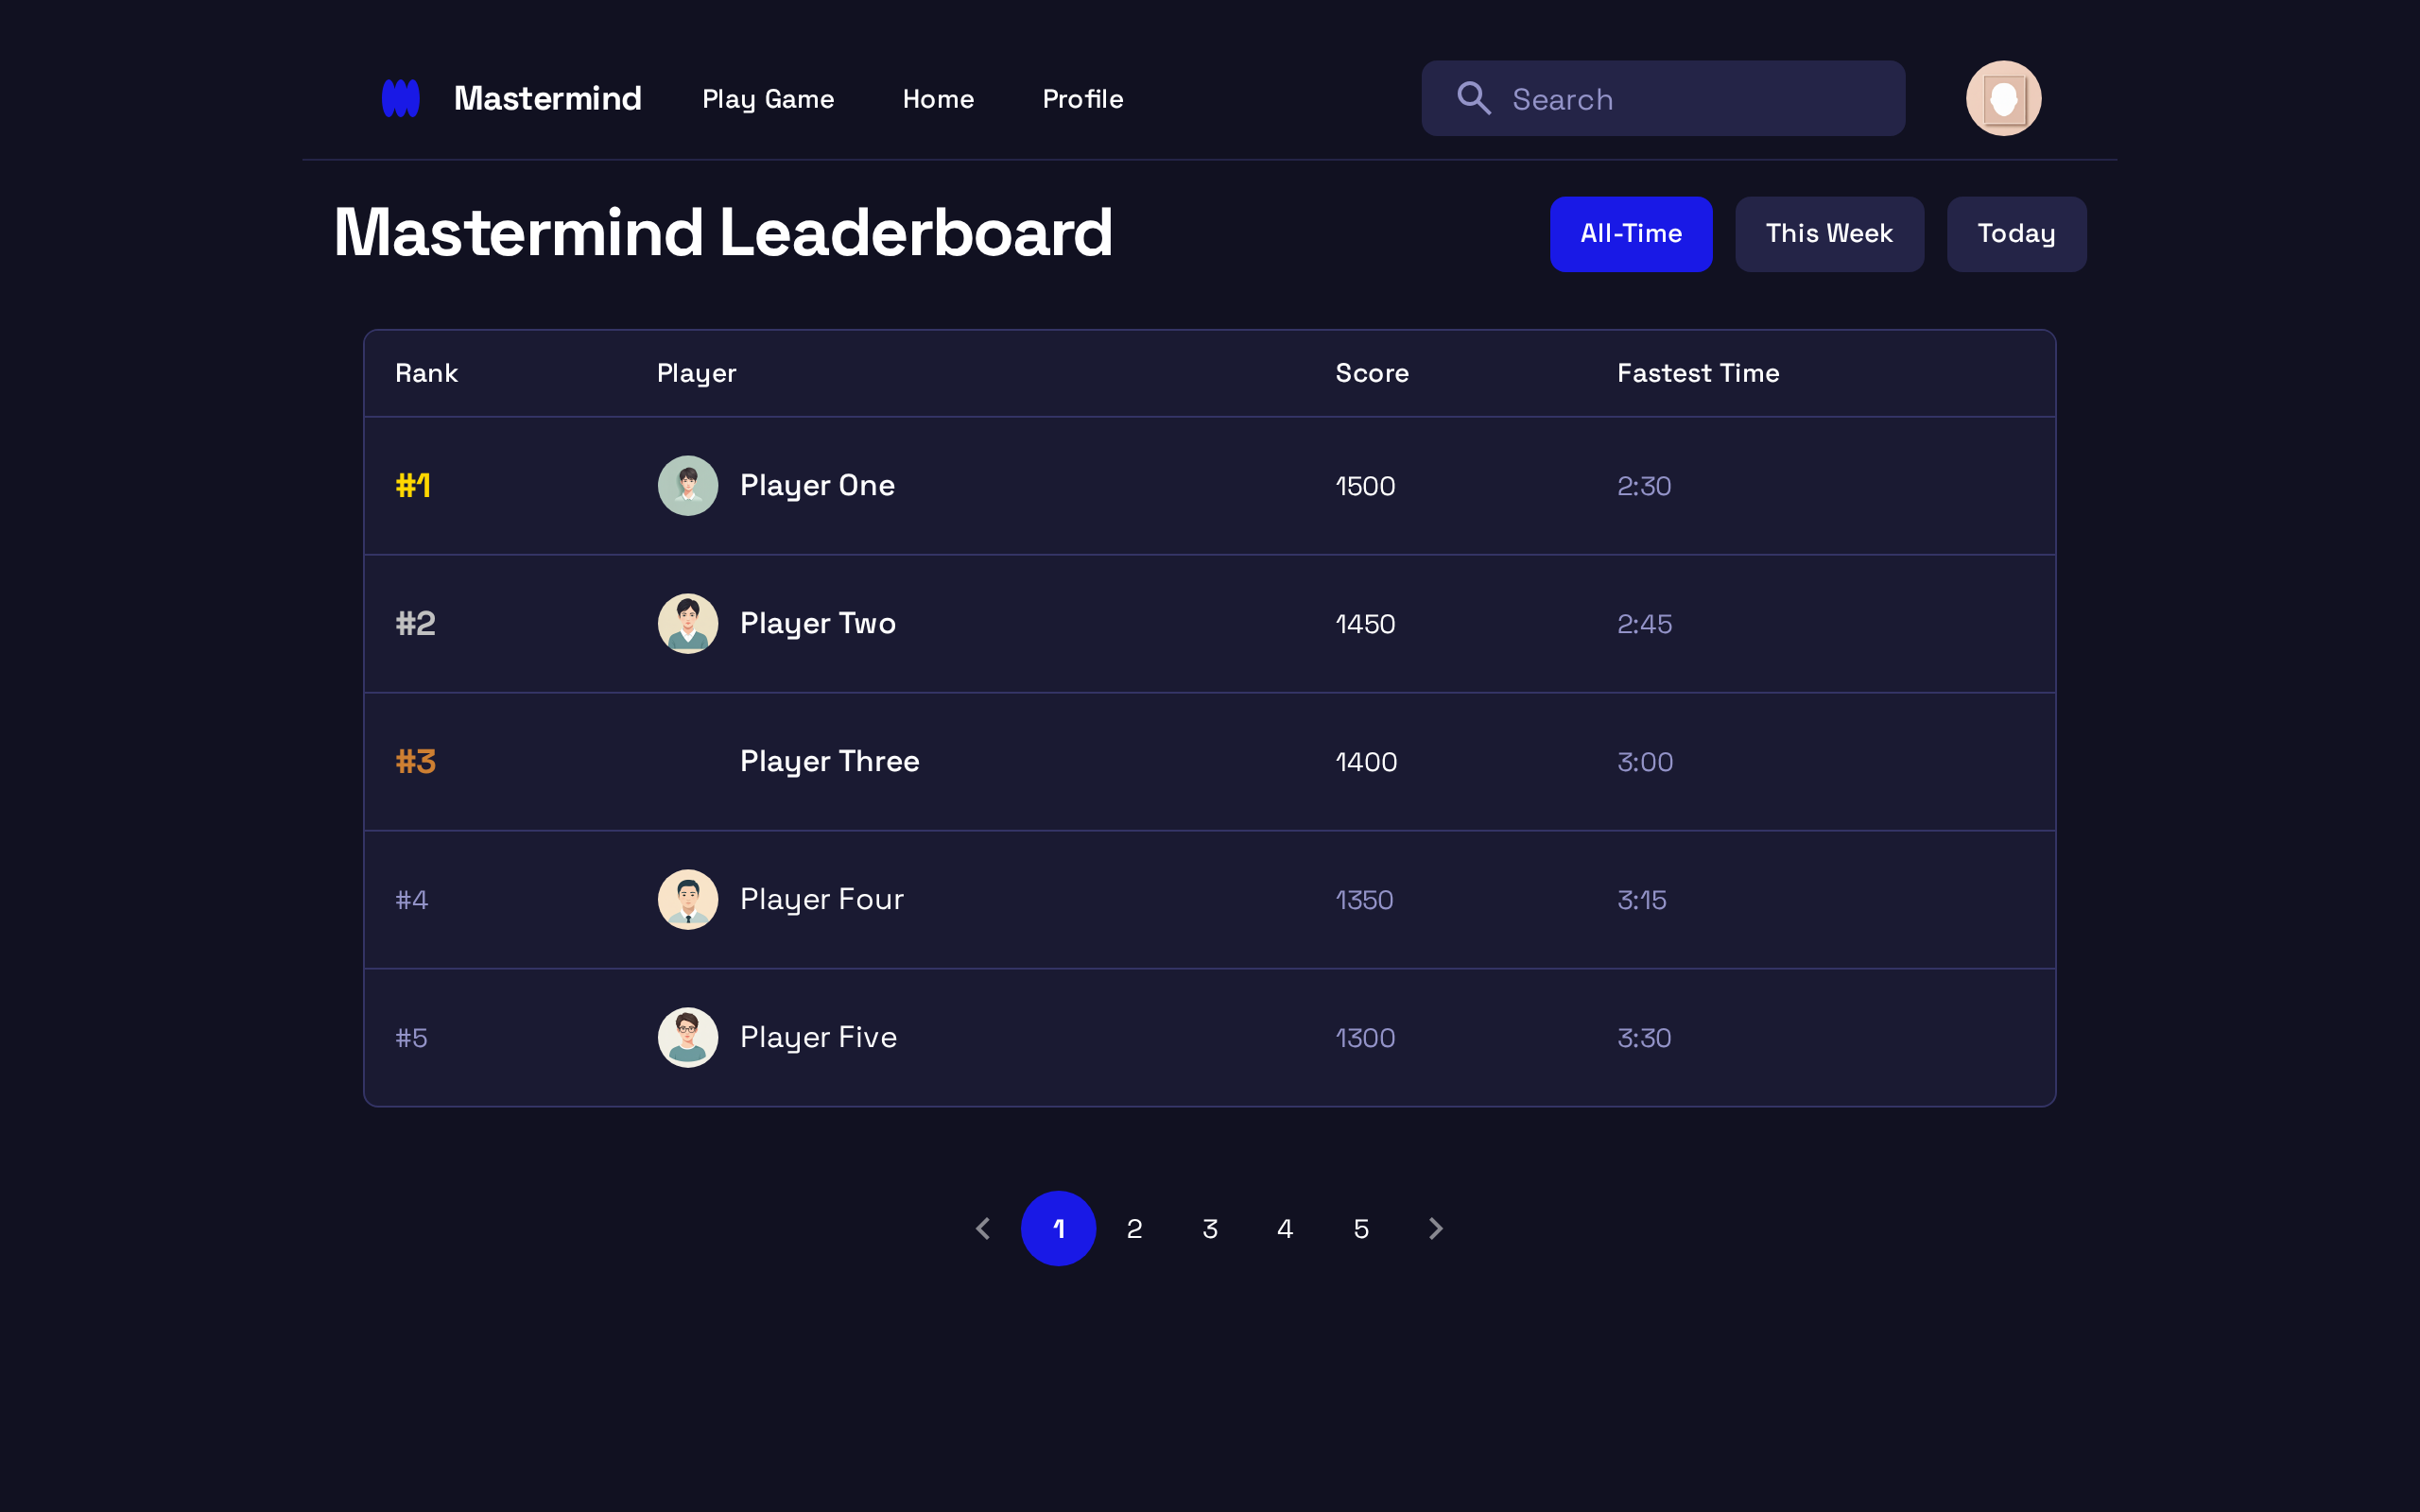 Mastermind Play Game Home Profile Search
Mastermind Leaderboard All-Time This Week Today
Rank Player Score Fastest Time
#1 Player One 1500 2:30
#2 Player Two 1450 2:45
#3 Player Three 1400 3:00
#4 Player Four 1350 3:15
#5 Player Five 1300 3:30
1 2 3 4 5